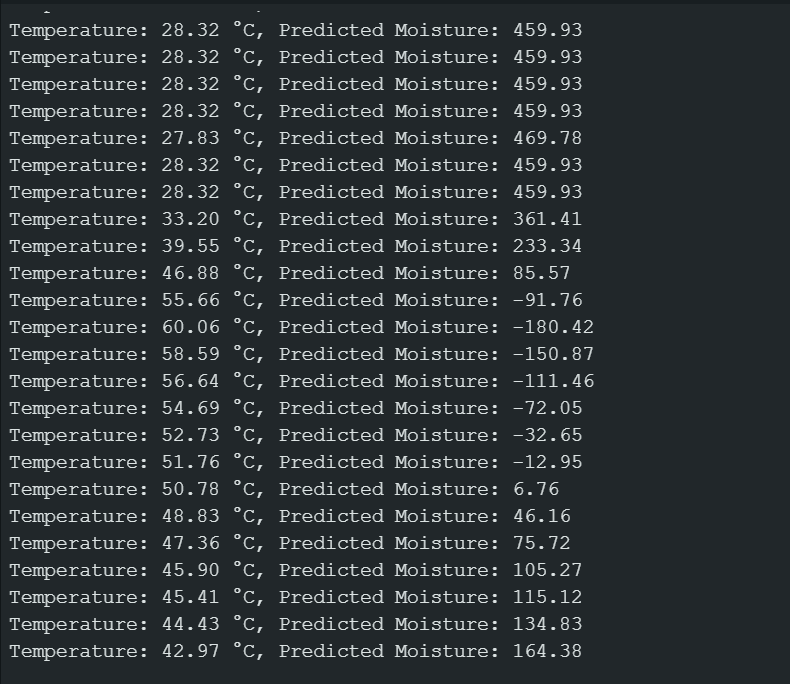 Temperature: 28.32 °C, Predicted Moisture: 459.93
Temperature: 28.32 °C, Predicted Moisture: 459.93
Temperature: 28.32 °C, Predicted Moisture: 459.93
Temperature: 28.32 °C, Predicted Moisture: 459.93
Temperature: 27.83 °C, Predicted Moisture: 469.78
Temperature: 28.32 °C, Predicted Moisture: 459.93
Temperature: 28.32 °C, Predicted Moisture: 459.93
Temperature: 33.20 °C, Predicted Moisture: 361.41
Temperature: 39.55 °C, Predicted Moisture: 233.34
Temperature: 46.88 °C, Predicted Moisture: 85.57
Temperature: 55.66 °C, Predicted Moisture: -91.76
Temperature: 60.06 °C, Predicted Moisture: -180.42
Temperature: 58.59 °C, Predicted Moisture: -150.87
Temperature: 56.64 °C, Predicted Moisture: -111.46
Temperature: 54.69 °C, Predicted Moisture: -72.05
Temperature: 52.73 °C, Predicted Moisture: -32.65
Temperature: 51.76 °C, Predicted Moisture: -12.95
Temperature: 50.78 °C, Predicted Moisture: 6.76
Temperature: 48.83 °C, Predicted Moisture: 46.16
Temperature: 47.36 °C, Predicted Moisture: 75.72
Temperature: 45.90 °C, Predicted Moisture: 105.27
Temperature: 45.41 °C, Predicted Moisture: 115.12
Temperature: 44.43 °C, Predicted Moisture: 134.83
Temperature: 42.97 °C, Predicted Moisture: 164.38